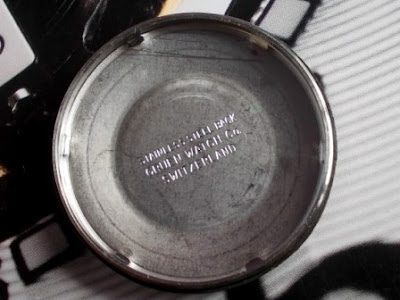 STAINLESS STEEL BACK
GRUEN WATCH Co.
SWITZERLAND